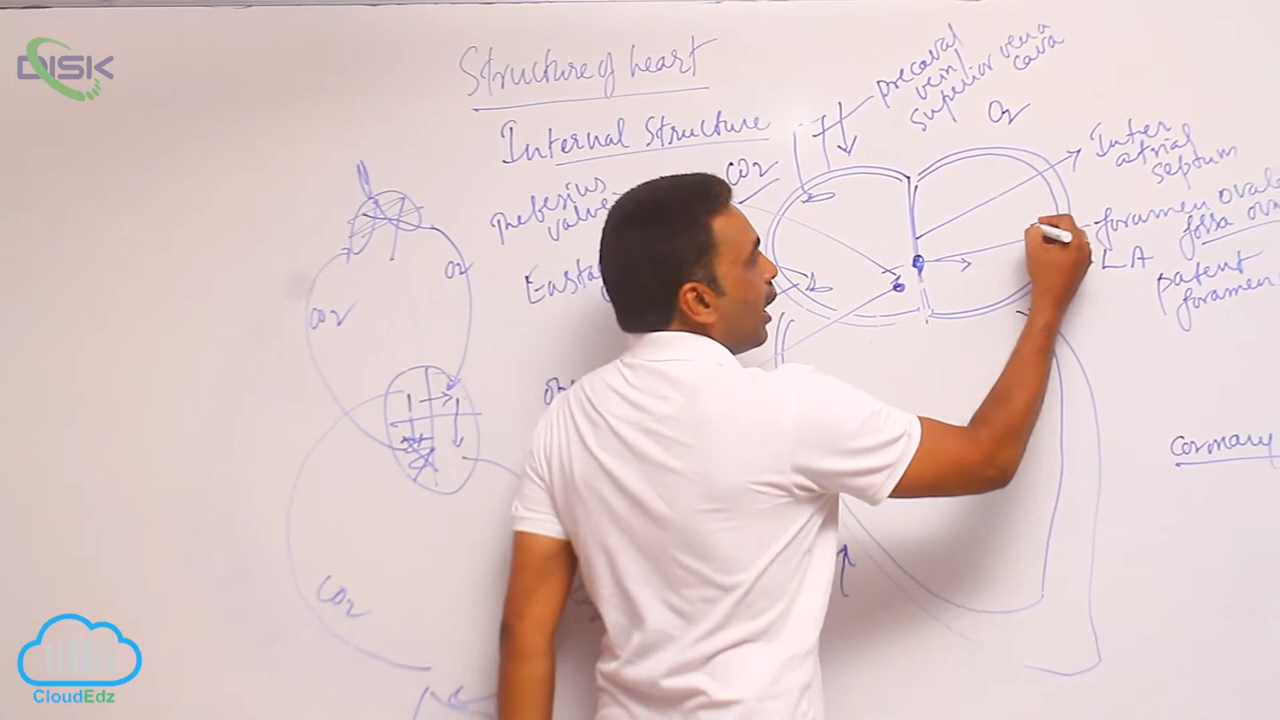 DISK
Structure of heart
Internal Structure
Thebesius
valve
CO2
precaval
vein/
superior vena
cava
O2
Inter
atrial
septum
foramen ovale
fossa ova
LA
patent
foramen
Eusta
O2
CO2
coronary
CO2
CloudEdz